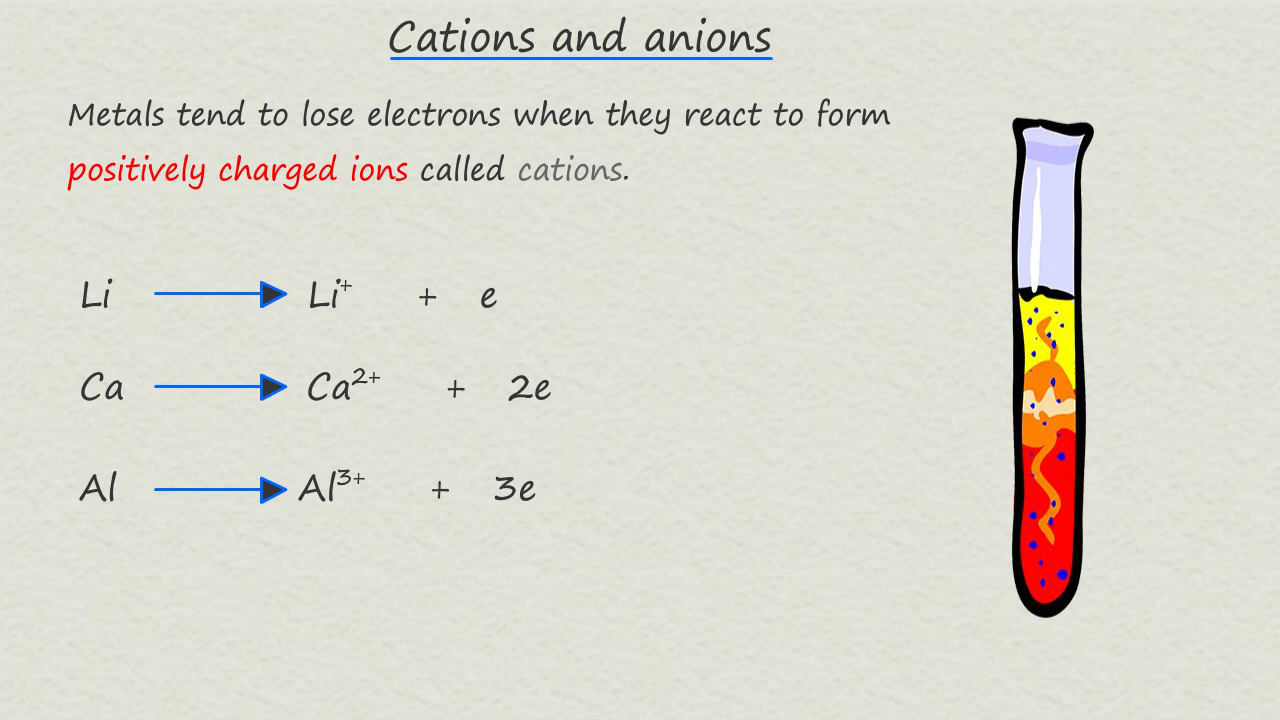 Cations and anions
Metals tend to lose electrons when they react to form
positively charged ions called cations.
Li → Li⁺ + e
Ca → Ca²⁺ + 2e
Al → Al³⁺ + 3e